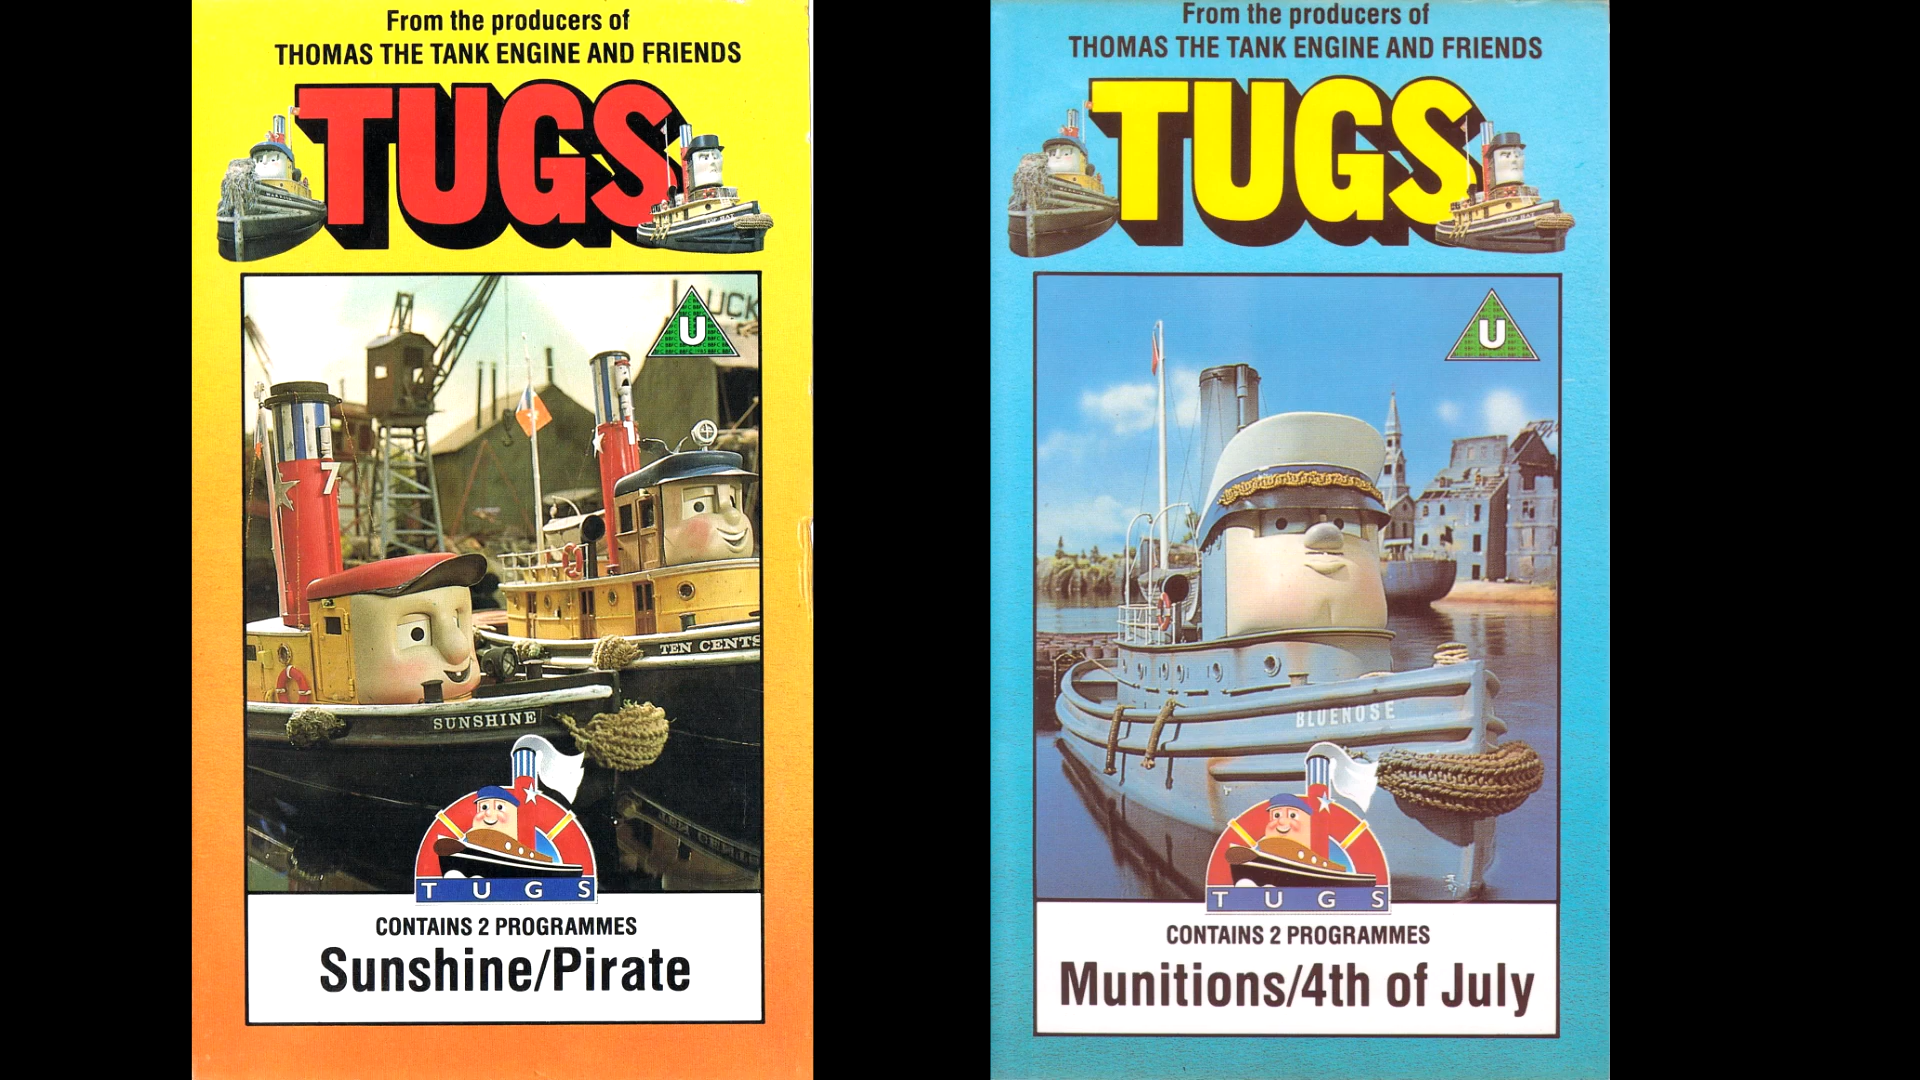 From the producers of
THOMAS THE TANK ENGINE AND FRIENDS
TUGS
U
7
TEN CENTS
SUNSHINE
TUGS
CONTAINS 2 PROGRAMMES
Sunshine/Pirate
From the producers of
THOMAS THE TANK ENGINE AND FRIENDS
TUGS
U
BLUENOSE
TUGS
CONTAINS 2 PROGRAMMES
Munitions/4th of July